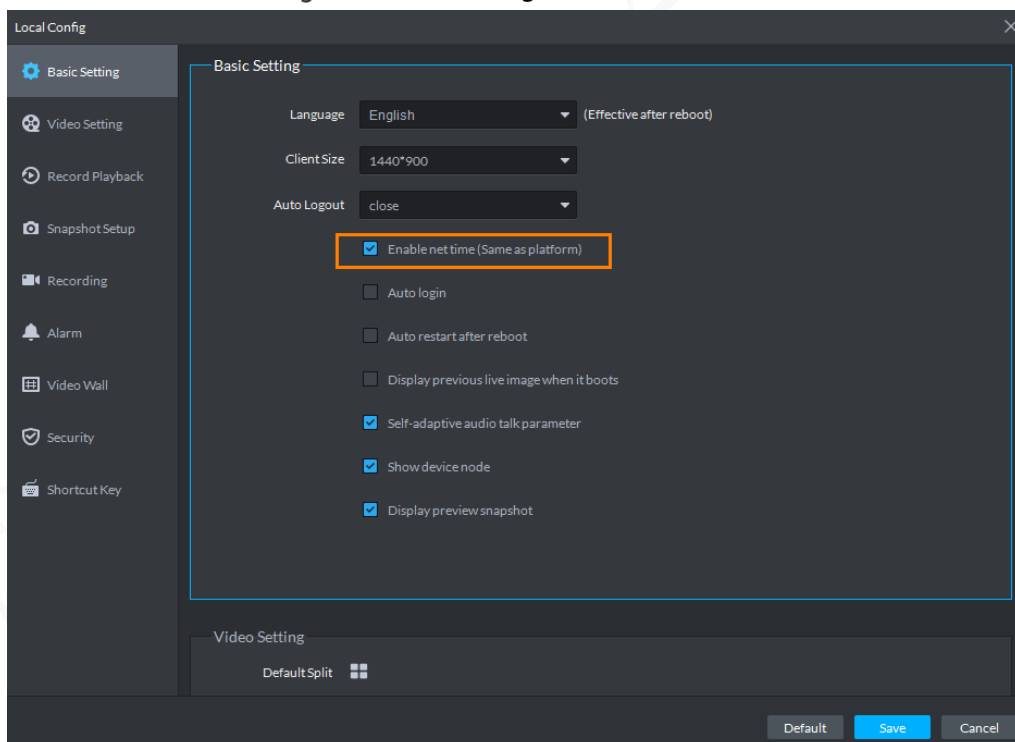 Local Config
Basic Setting
Video Setting
Record Playback
Snapshot Setup
Recording
Alarm
Video Wall
Security
Shortcut Key
Basic Setting
Language English (Effective after reboot)
Client Size 1440*900
Auto Logout close
Enable net time (Same as platform)
Auto login
Auto restart after reboot
Display previous live image when it boots
Self-adaptive audio talk parameter
Show device node
Display preview snapshot
Video Setting
Default Split
Default Save Cancel